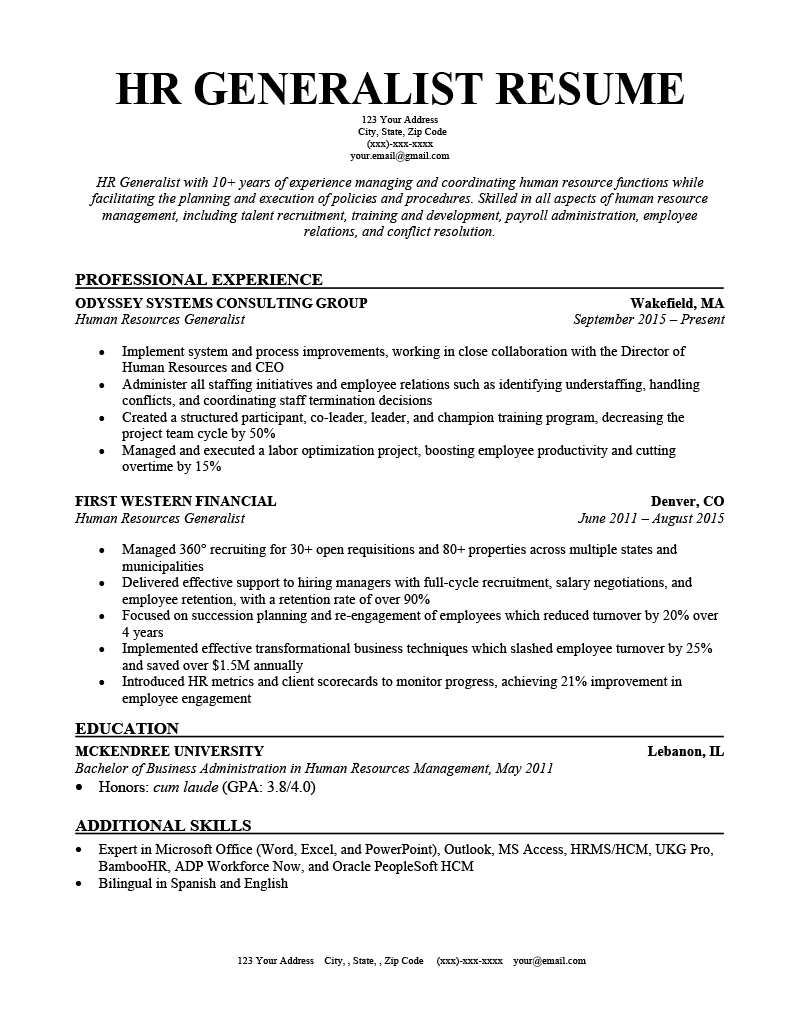 HR GENERALIST RESUME
123 Your Address
City, State, Zip Code
(xxx)-xxx-xxxx
your.email@gmail.com
HR Generalist with 10+ years of experience managing and coordinating human resource functions while
facilitating the planning and execution of policies and procedures. Skilled in all aspects of human resource
management, including talent recruitment, training and development, payroll administration, employee
relations, and conflict resolution.
PROFESSIONAL EXPERIENCE
ODYSSEY SYSTEMS CONSULTING GROUP Wakefield, MA
Human Resources Generalist September 2015 – Present
• Implement system and process improvements, working in close collaboration with the Director of
Human Resources and CEO
• Administer all staffing initiatives and employee relations such as identifying understaffing, handling
conflicts, and coordinating staff termination decisions
• Created a structured participant, co-leader, leader, and champion training program, decreasing the
project team cycle by 50%
• Managed and executed a labor optimization project, boosting employee productivity and cutting
overtime by 15%
FIRST WESTERN FINANCIAL Denver, CO
Human Resources Generalist June 2011 – August 2015
• Managed 360° recruiting for 30+ open requisitions and 80+ properties across multiple states and
municipalities
• Delivered effective support to hiring managers with full-cycle recruitment, salary negotiations, and
employee retention, with a retention rate of over 90%
• Focused on succession planning and re-engagement of employees which reduced turnover by 20% over
4 years
• Implemented effective transformational business techniques which slashed employee turnover by 25%
and saved over $1.5M annually
• Introduced HR metrics and client scorecards to monitor progress, achieving 21% improvement in
employee engagement
EDUCATION
MCKENDREE UNIVERSITY Lebanon, IL
Bachelor of Business Administration in Human Resources Management, May 2011
• Honors: cum laude (GPA: 3.8/4.0)
ADDITIONAL SKILLS
• Expert in Microsoft Office (Word, Excel, and PowerPoint), Outlook, MS Access, HRMS/HCM, UKG Pro,
BambooHR, ADP Workforce Now, and Oracle PeopleSoft HCM
• Bilingual in Spanish and English
123 Your Address City, , State, , Zip Code (xxx)-xxx-xxxx your@email.com